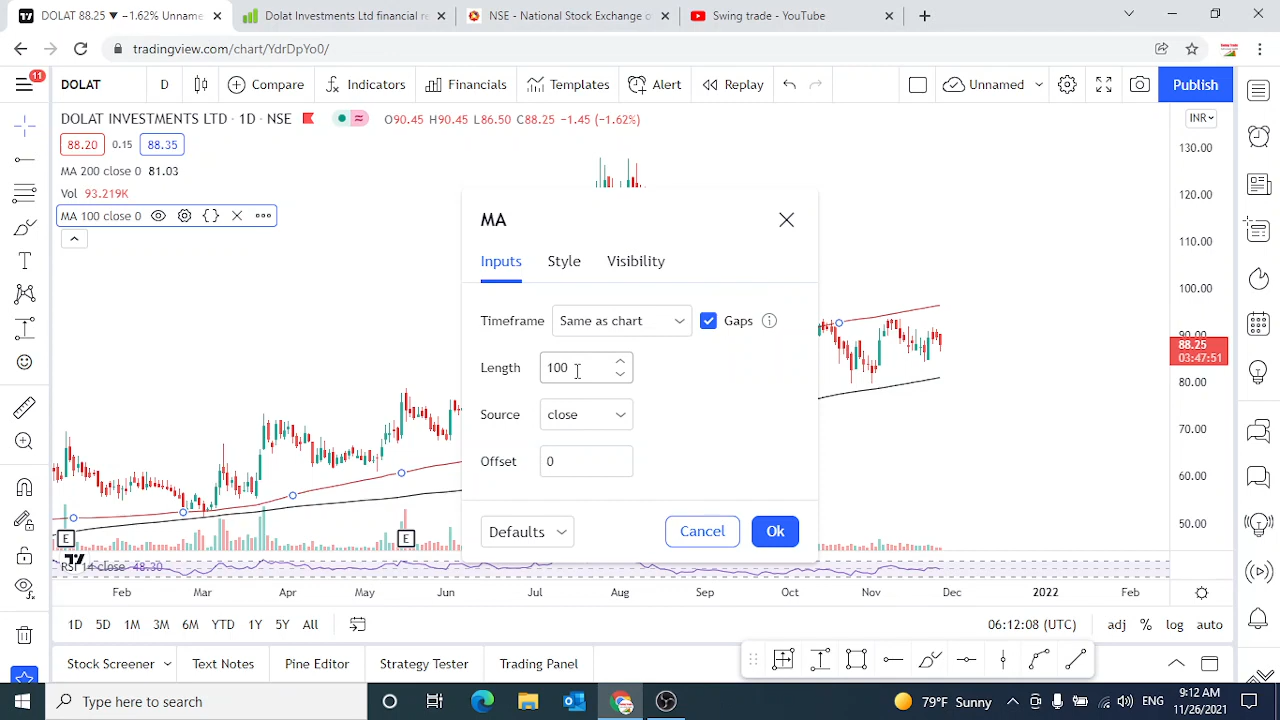 DOLAT 88.25 ▼ −1.62% Unname
Dolat Investments Ltd financial re
NSE - National Stock Exchange o
Swing trade - YouTube
tradingview.com/chart/YdrDpYo0/
11
DOLAT
D
Compare
Indicators
Financials
Templates
Alert
Replay
Unnamed
Publish
DOLAT INVESTMENTS LTD · 1D · NSE
O90.45 H90.45 L86.50 C88.25 −1.45 (−1.62%)
INR
88.20
0.15
88.35
MA 200 close 0 81.03
Vol 93.219K
MA 100 close 0
130.00
120.00
110.00
100.00
90.00
88.25
03:47:51
80.00
70.00
60.00
50.00
MA
Inputs
Style
Visibility
Timeframe
Same as chart
Gaps
Length
100
Source
close
Offset
0
Defaults
Cancel
Ok
E
E
RSI 14 close 48.30
Feb
Mar
Apr
May
Jun
Jul
Aug
Sep
Oct
Nov
Dec
2022
Feb
1D
5D
1M
3M
6M
YTD
1Y
5Y
All
06:12:08 (UTC)
adj
%
log
auto
Stock Screener
Text Notes
Pine Editor
Strategy Tester
Trading Panel
Type here to search
79°F Sunny
ENG
9:12 AM
11/26/2021